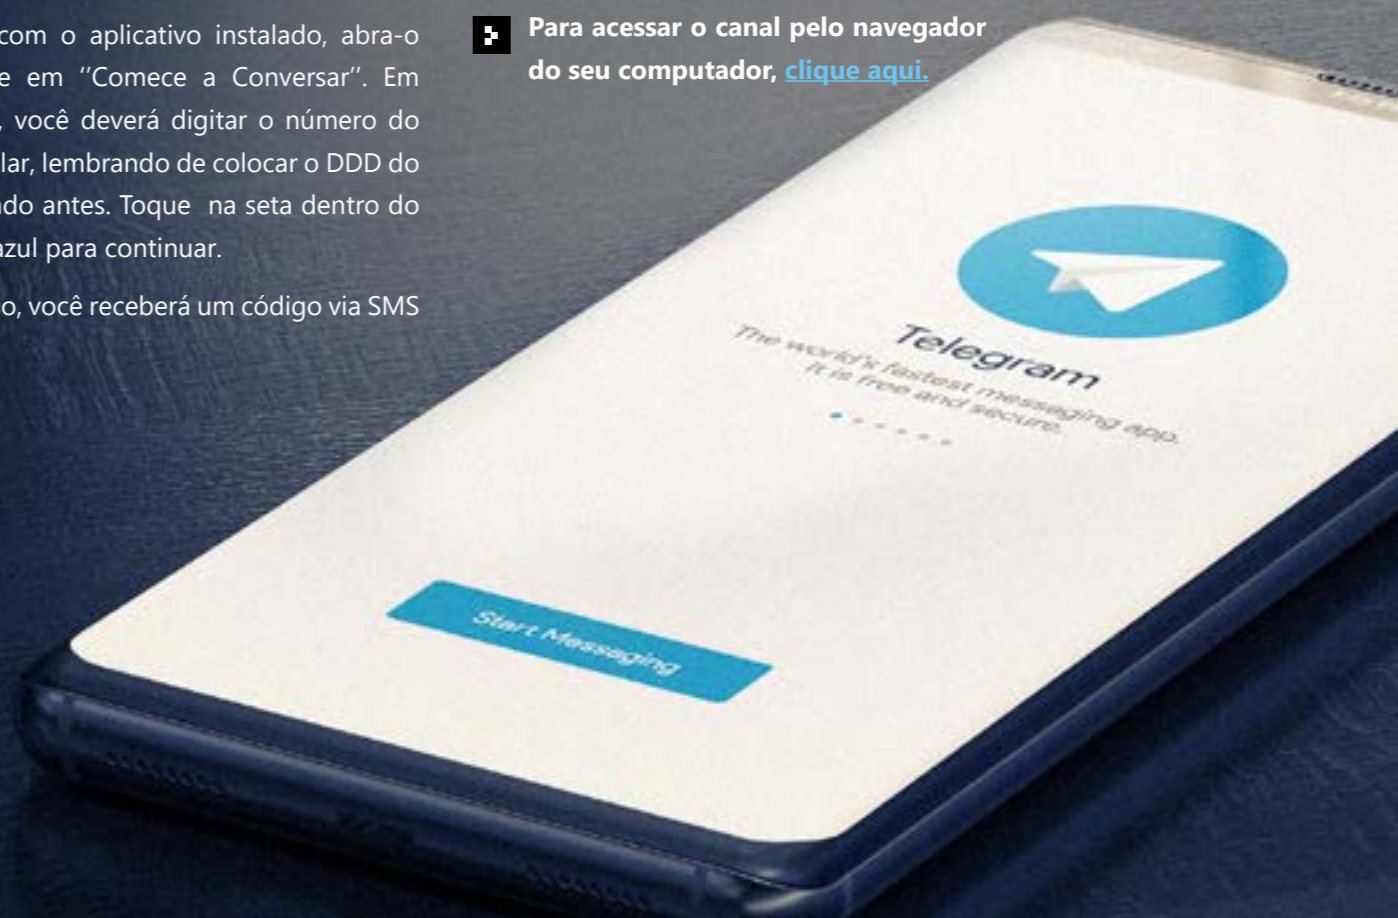 com o aplicativo instalado, abra-o
e em ''Comece a Conversar''. Em
, você deverá digitar o número do
lar, lembrando de colocar o DDD do
do antes. Toque na seta dentro do
azul para continuar.
so, você receberá um código via SMS
Para acessar o canal pelo navegador
do seu computador, clique aqui.
Telegram
The world's fastest messaging app.
It is free and secure.
Start Messaging